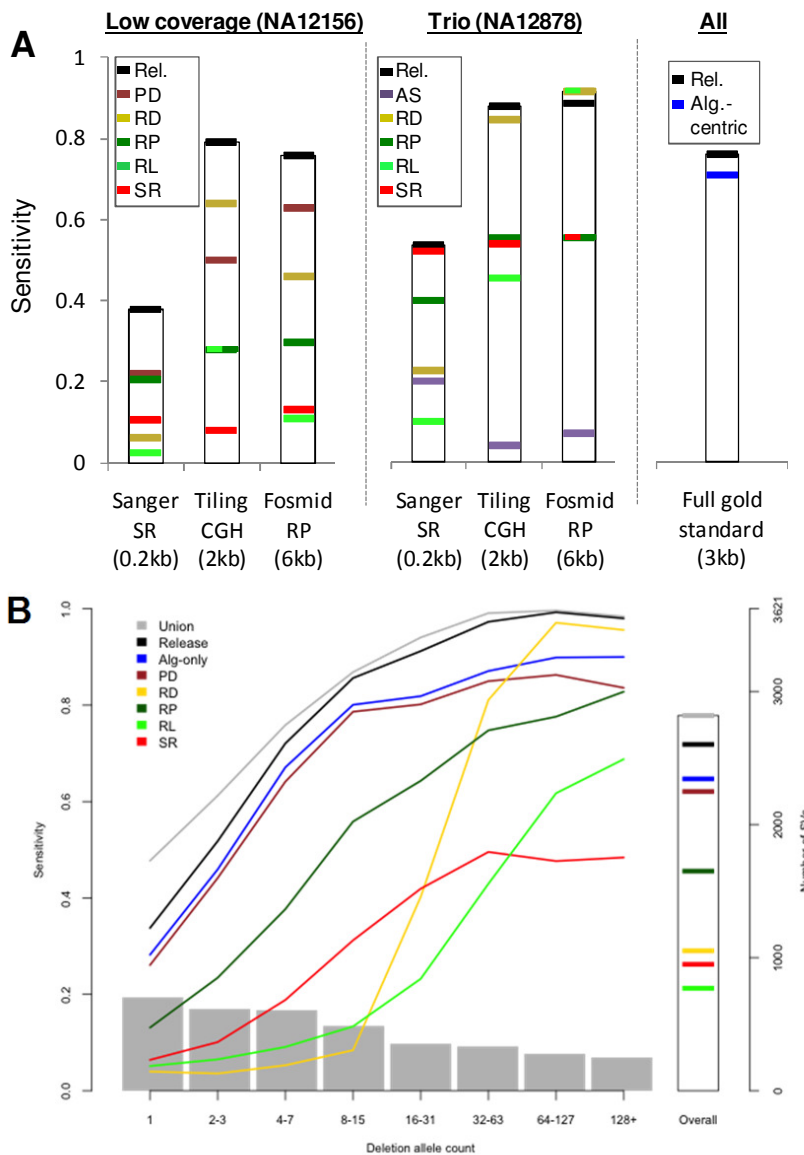 Low coverage (NA12156)
Trio (NA12878)
All
A
Sensitivity
1
0.8
0.6
0.4
0.2
0
Rel.
PD
RD
RP
RL
SR
Rel.
AS
RD
RP
RL
SR
Rel.
Alg.-
centric
Sanger
SR
(0.2kb)
Tiling
CGH
(2kb)
Fosmid
RP
(6kb)
Sanger
SR
(0.2kb)
Tiling
CGH
(2kb)
Fosmid
RP
(6kb)
Full gold
standard
(3kb)
B
Sensitivity
1.0
0.8
0.6
0.4
0.2
0.0
Union
Release
Alg-only
PD
RD
RP
RL
SR
1
2-3
4-7
8-15
16-31
32-63
64-127
128+
Deletion allele count
Overall
3621
3000
2000
1000
0
Number of SVs